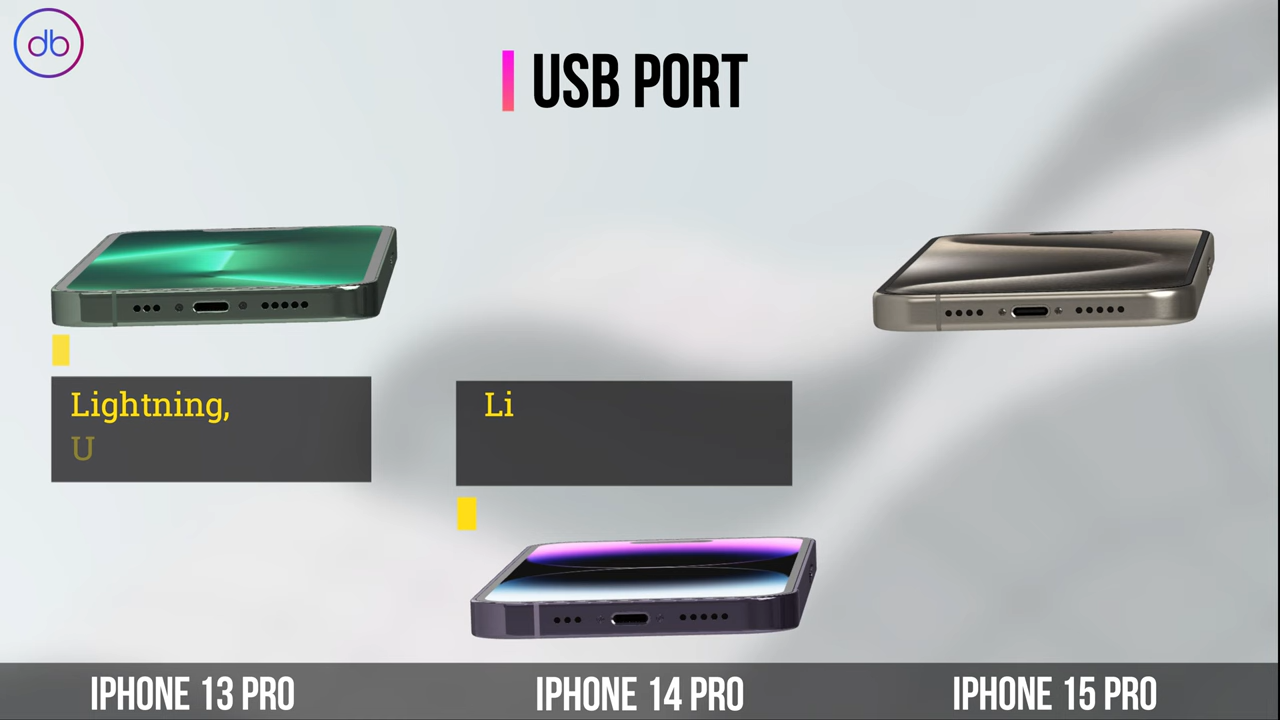 db
USB PORT
Lightning,
U
Li
IPHONE 13 PRO
IPHONE 14 PRO
IPHONE 15 PRO